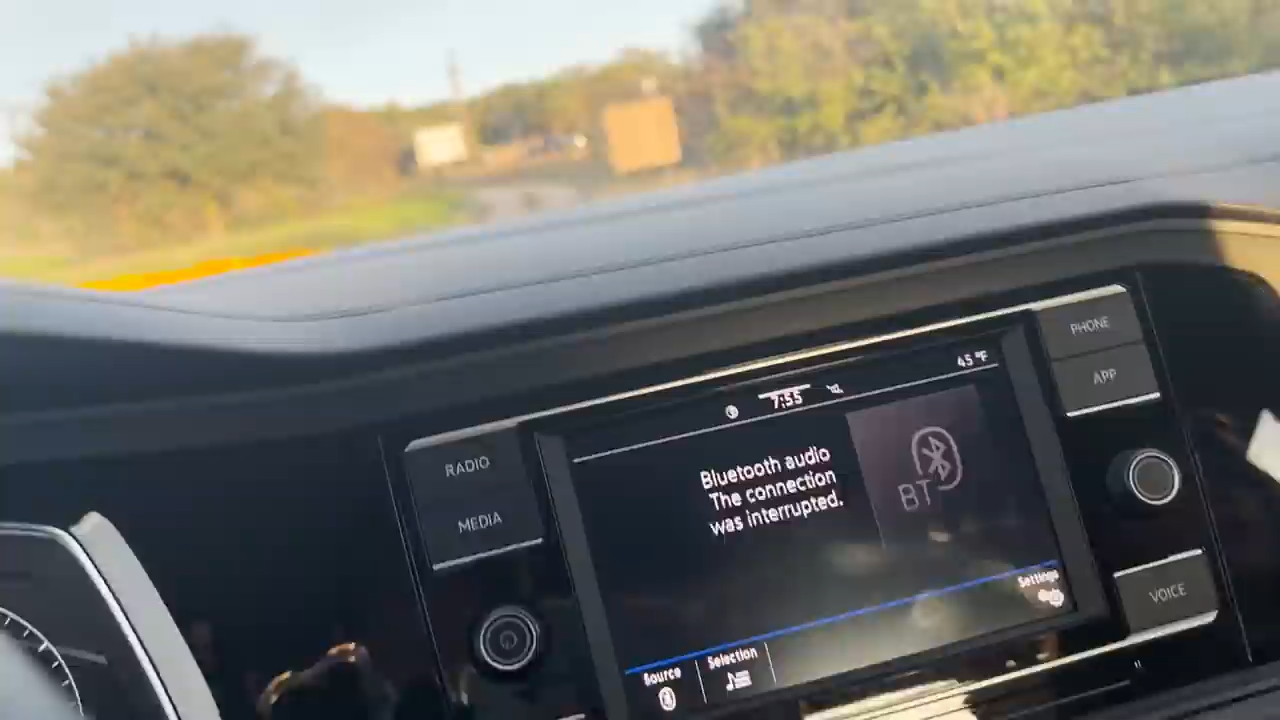 PHONE
APP
45 °F
7:55
RADIO
MEDIA
Bluetooth audio
The connection
was interrupted.
BT
VOICE
Settings
Source
Selection